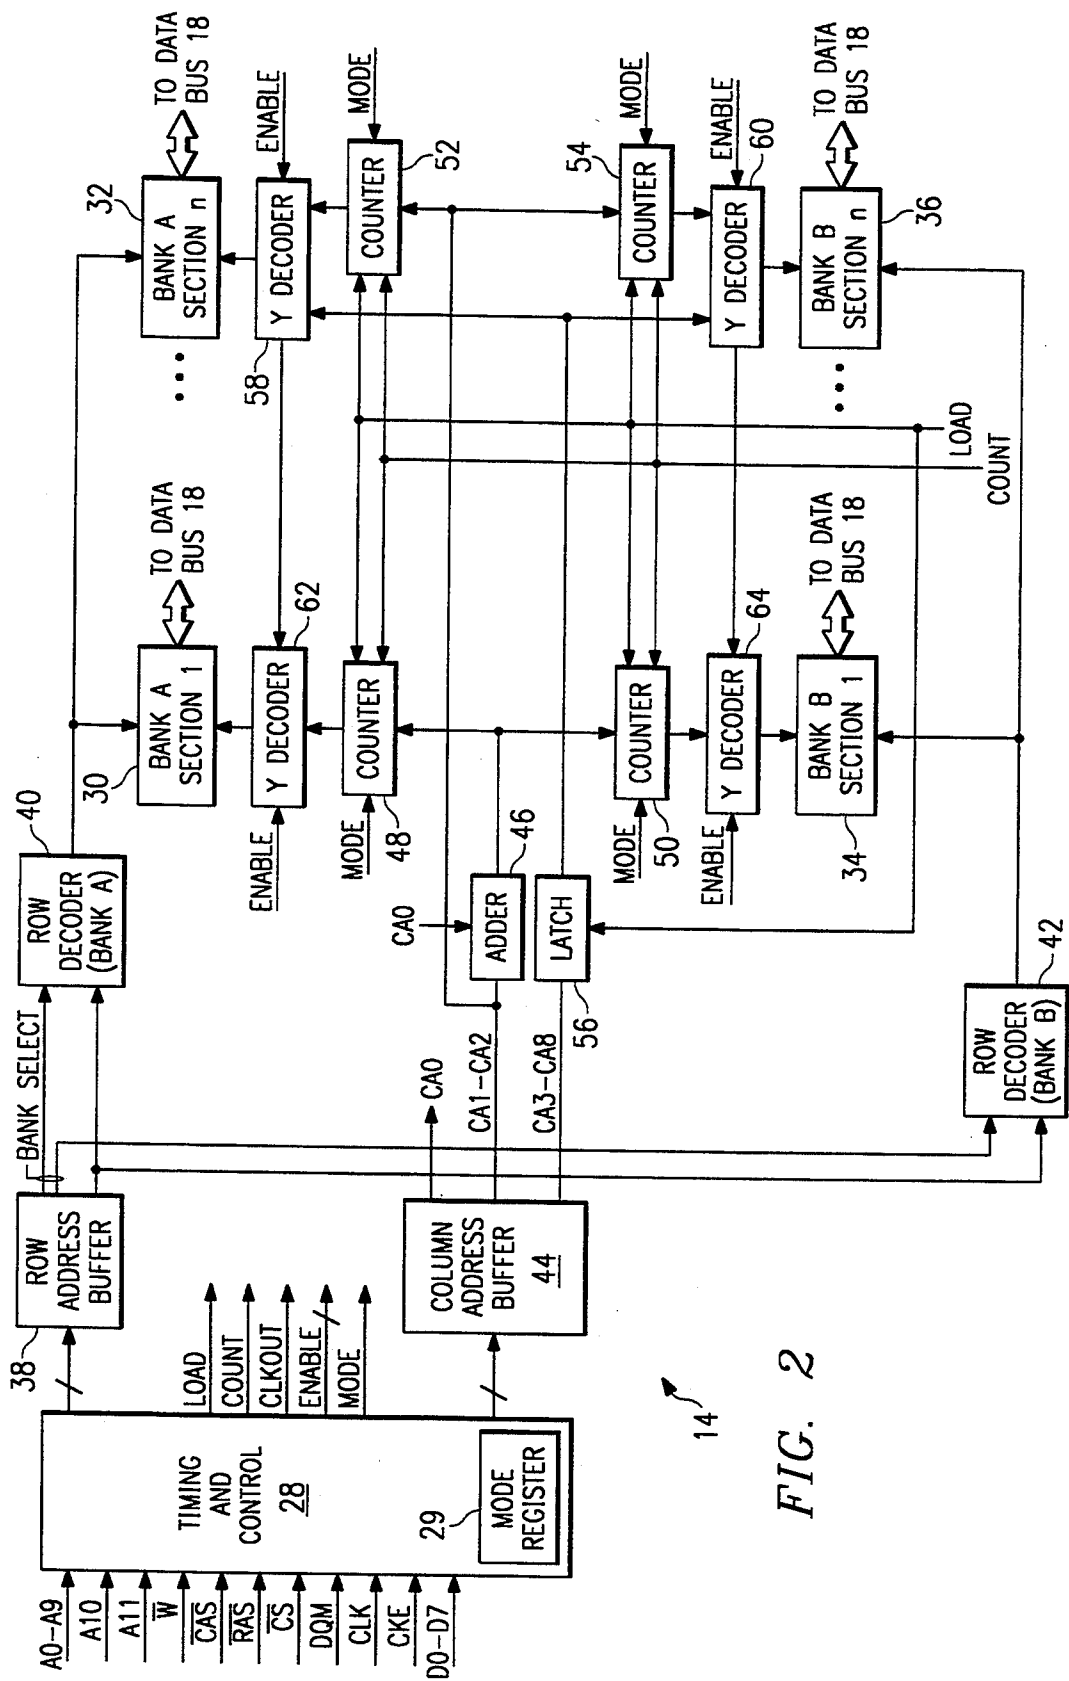 A0-A9
A10
A11
W
CAS
RAS
CS
DQM
CLK
CKE
D0-D7
TIMING
AND
CONTROL
28
29
MODE
REGISTER
LOAD
COUNT
CLKOUT
ENABLE
MODE
38
ROW
ADDRESS
BUFFER
BANK SELECT
COLUMN
ADDRESS
BUFFER
44
CA0
CA1-CA2
CA3-CA8
40
ROW
DECODER
(BANK A)
42
ROW
DECODER
(BANK B)
CA0
ADDER
46
LATCH
56
30
BANK A
SECTION 1
TO DATA
BUS 18
ENABLE
Y DECODER
62
MODE
COUNTER
48
MODE
COUNTER
50
ENABLE
Y DECODER
64
34
BANK B
SECTION 1
TO DATA
BUS 18
32
BANK A
SECTION n
TO DATA
BUS 18
58
Y DECODER
ENABLE
COUNTER
52
MODE
54
COUNTER
MODE
Y DECODER
60
ENABLE
BANK B
SECTION n
36
TO DATA
BUS 18
LOAD
COUNT
14
FIG. 2